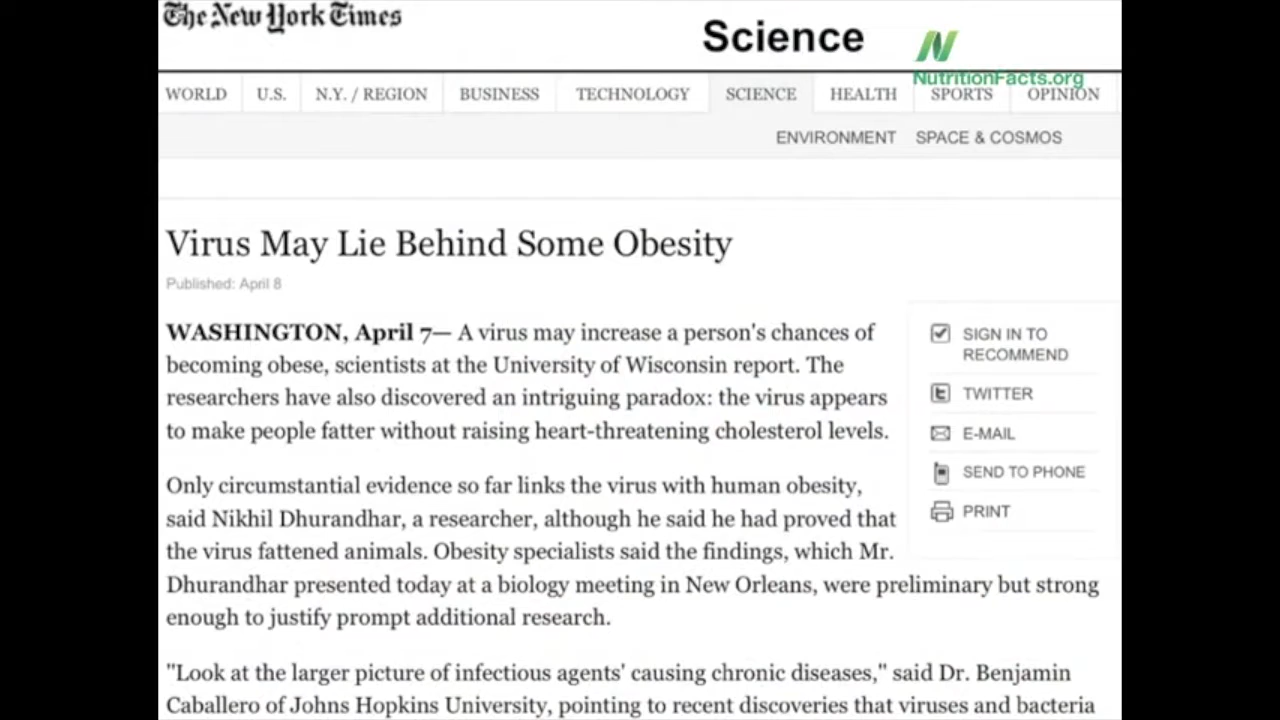 The New York Times
Science
NutritionFacts.org
WORLD U.S. N.Y. / REGION BUSINESS TECHNOLOGY SCIENCE HEALTH SPORTS OPINION
ENVIRONMENT SPACE & COSMOS
Virus May Lie Behind Some Obesity
Published: April 8
WASHINGTON, April 7— A virus may increase a person's chances of
becoming obese, scientists at the University of Wisconsin report. The
researchers have also discovered an intriguing paradox: the virus appears
to make people fatter without raising heart-threatening cholesterol levels.
Only circumstantial evidence so far links the virus with human obesity,
said Nikhil Dhurandhar, a researcher, although he said he had proved that
the virus fattened animals. Obesity specialists said the findings, which Mr.
Dhurandhar presented today at a biology meeting in New Orleans, were preliminary but strong
enough to justify prompt additional research.
"Look at the larger picture of infectious agents' causing chronic diseases," said Dr. Benjamin
Caballero of Johns Hopkins University, pointing to recent discoveries that viruses and bacteria
SIGN IN TO
RECOMMEND
TWITTER
E-MAIL
SEND TO PHONE
PRINT